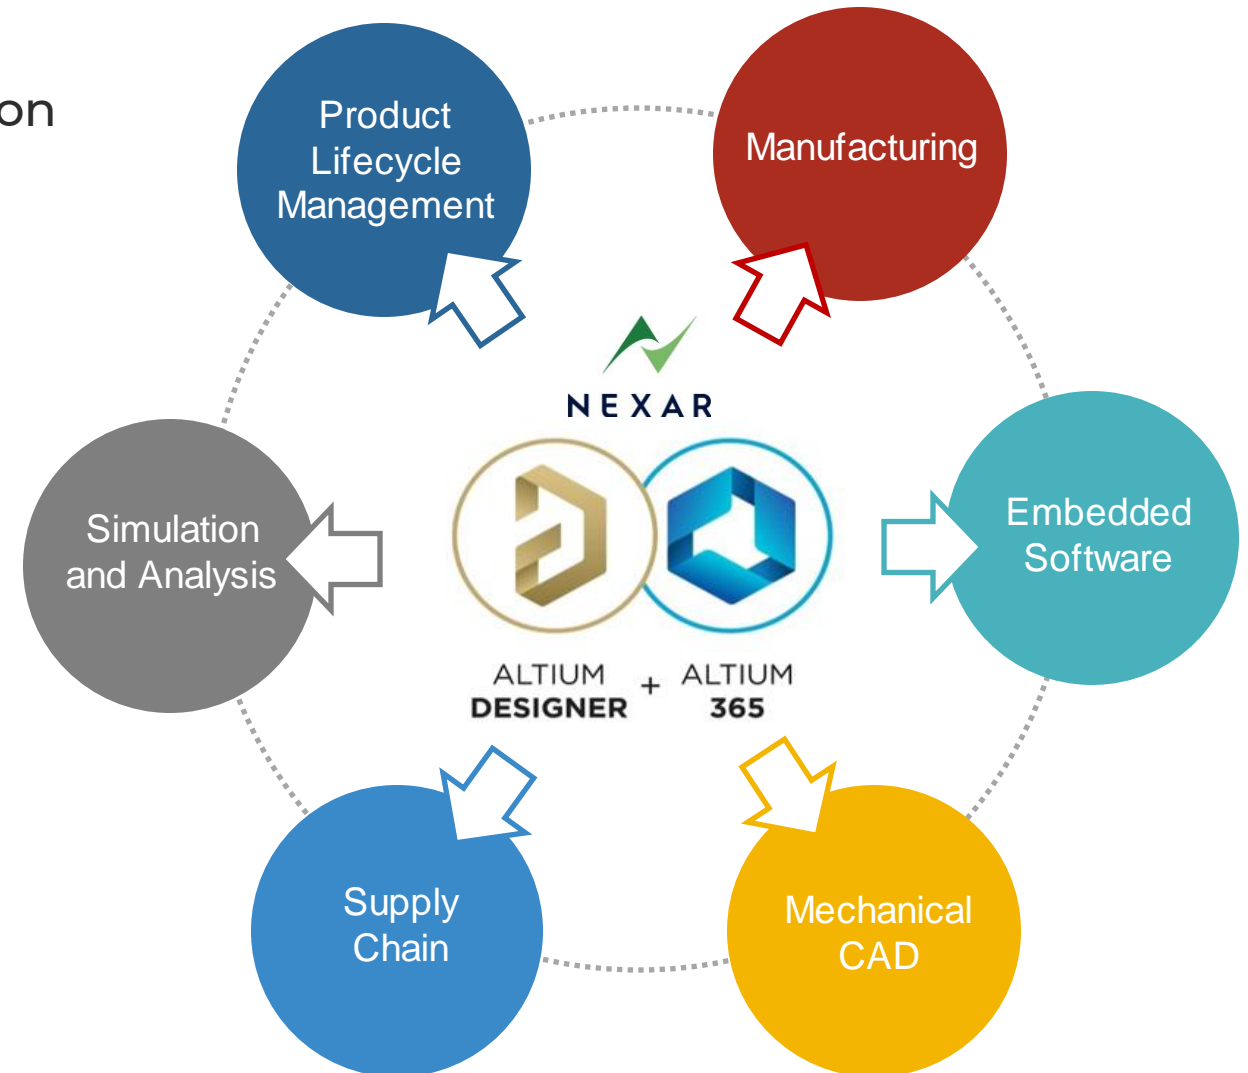 on
Product
Lifecycle
Management
Manufacturing
NEXAR
Simulation
and Analysis
Embedded
Software
ALTIUM
DESIGNER
+
ALTIUM
365
Supply
Chain
Mechanical
CAD